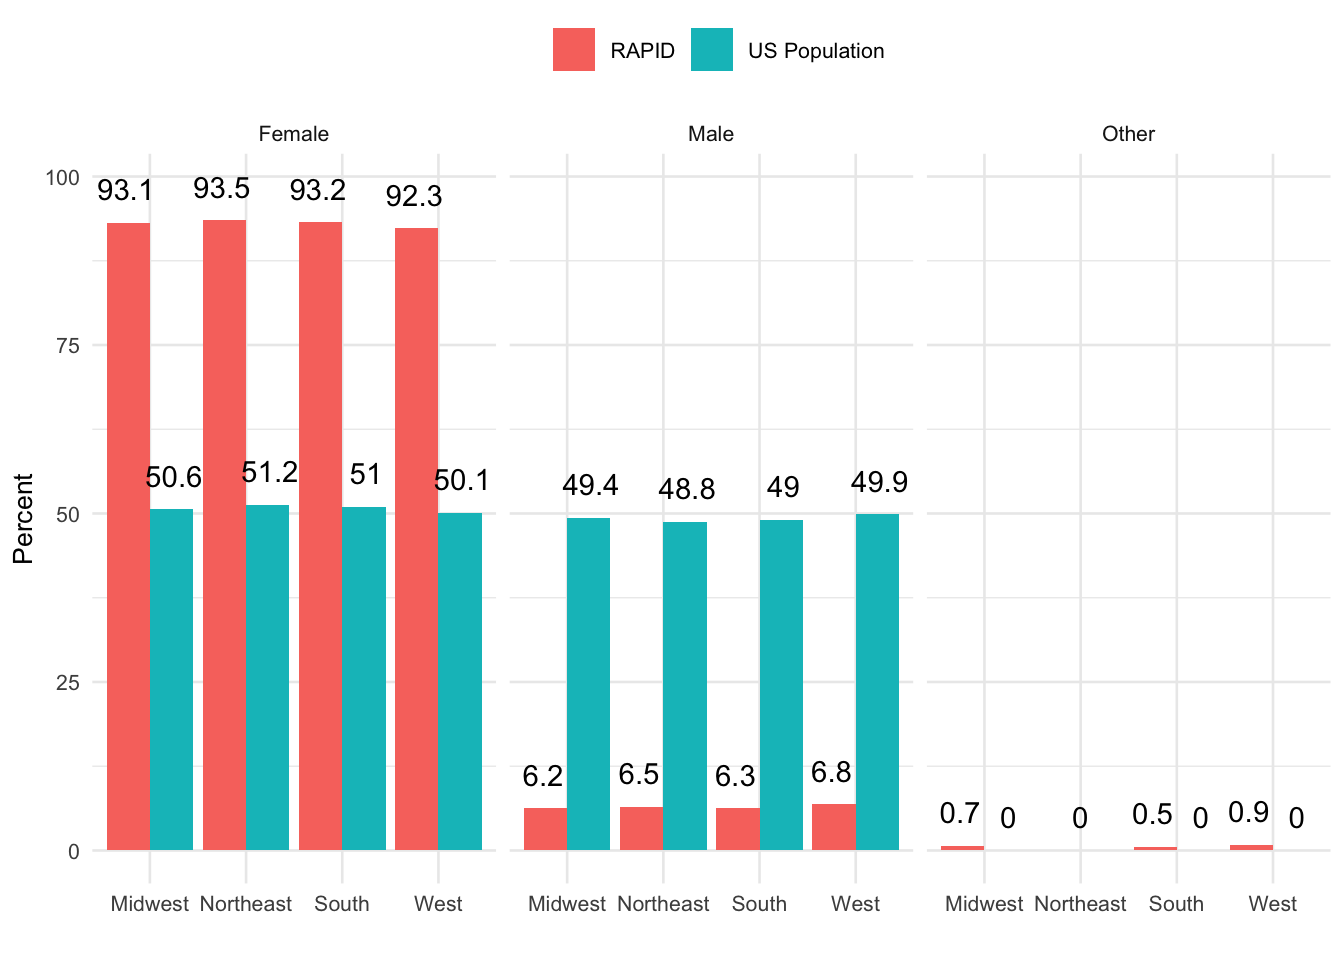 RAPID US Population
Female Male Other
100
93.1 93.5 93.2 92.3
75
50.6 51.2 51 50.1 49.4 48.8 49 49.9
Percent
50
25
6.2 6.5 6.3 6.8
0.7 0 0 0.5 0 0.9 0
0
Midwest Northeast South West Midwest Northeast South West Midwest Northeast South West